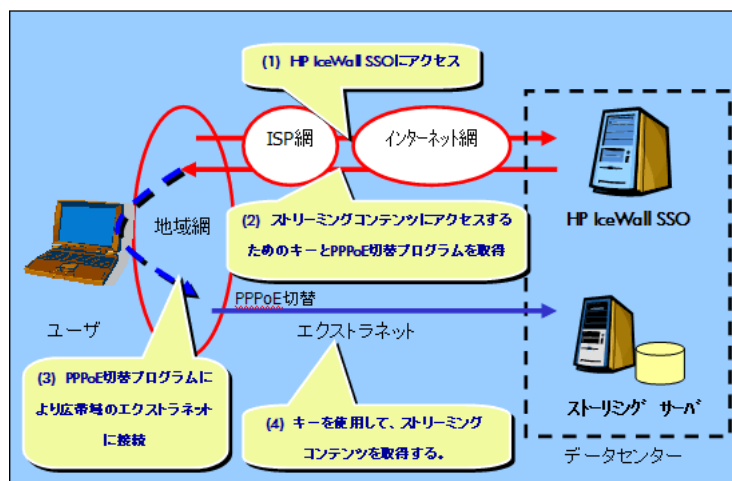 (1) HP IceWall SSOにアクセス
ISP網
インターネット網
地域網
HP IceWall SSO
(2) ストリーミングコンテンツにアクセスする
ためのキーとPPPoE切替プログラムを取得
PPPoE切替
ユーザ
エクストラネット
(3) PPPoE切替プログラムに
より広帯域のエクストラネット
に接続
(4) キーを使用して、ストリーミング
コンテンツを取得する。
ストーリミング サーバ
データセンター